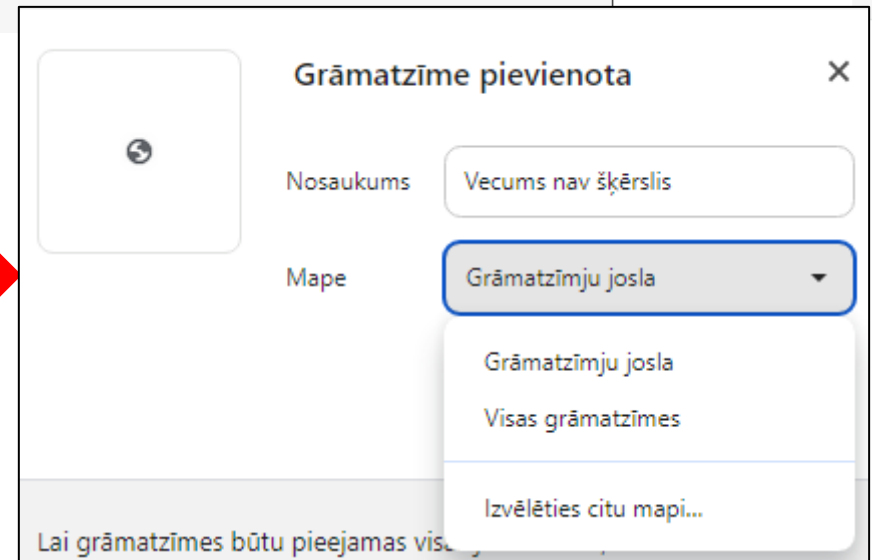 Grāmatzīme pievienota
Nosaukums Vecums nav šķērslis
Mape Grāmatzīmju josla
Grāmatzīmju josla
Visas grāmatzīmes
Izvēlēties citu mapi...
Lai grāmatzīmes būtu pieejamas